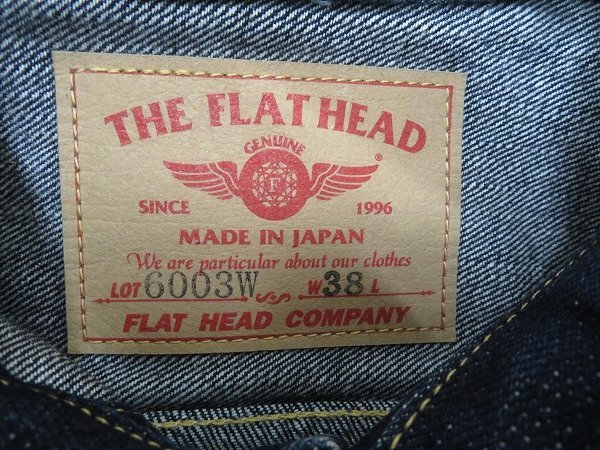 THE FLAT HEAD
GENUINE
F
®
SINCE 1996
MADE IN JAPAN
We are particular about our clothes
LOT 6003W W 38 L
FLAT HEAD COMPANY